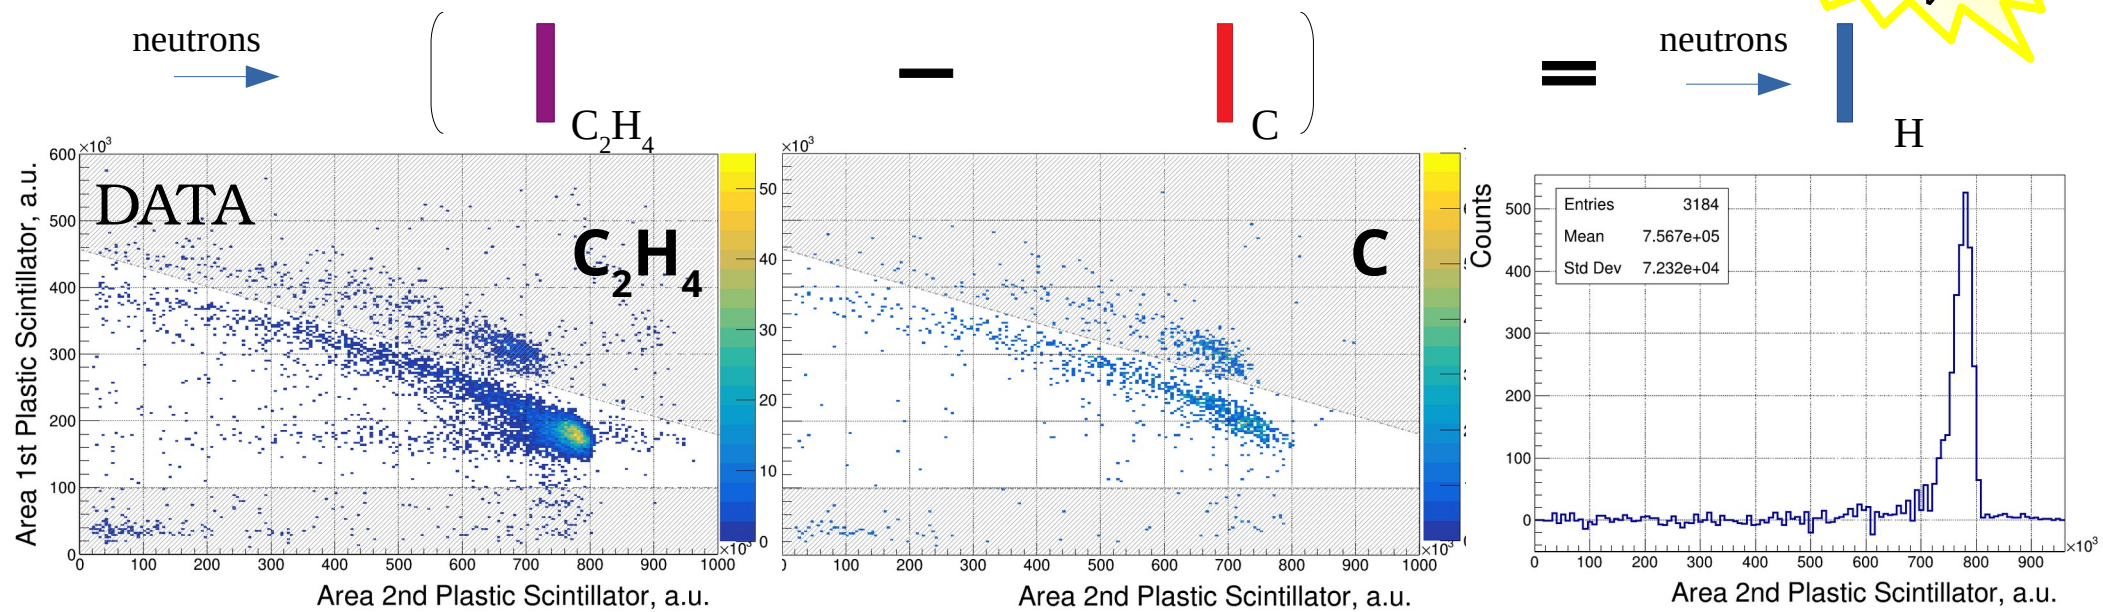 neutrons
C2H4
C
neutrons
H
DATA
C2H4
×10³
600
500
400
300
200
100
0
Area 1st Plastic Scintillator, a.u.
0 100 200 300 400 500 600 700 800 900 1000
×10³
Area 2nd Plastic Scintillator, a.u.
50
40
30
20
10
0
C
0 100 200 300 400 500 600 700 800 900 1000
×10³
Area 2nd Plastic Scintillator, a.u.
Counts
Entries 3184
Mean 7.567e+05
Std Dev 7.232e+04
500
400
300
200
100
0
0 100 200 300 400 500 600 700 800 900
×10³
Area 2nd Plastic Scintillator, a.u.